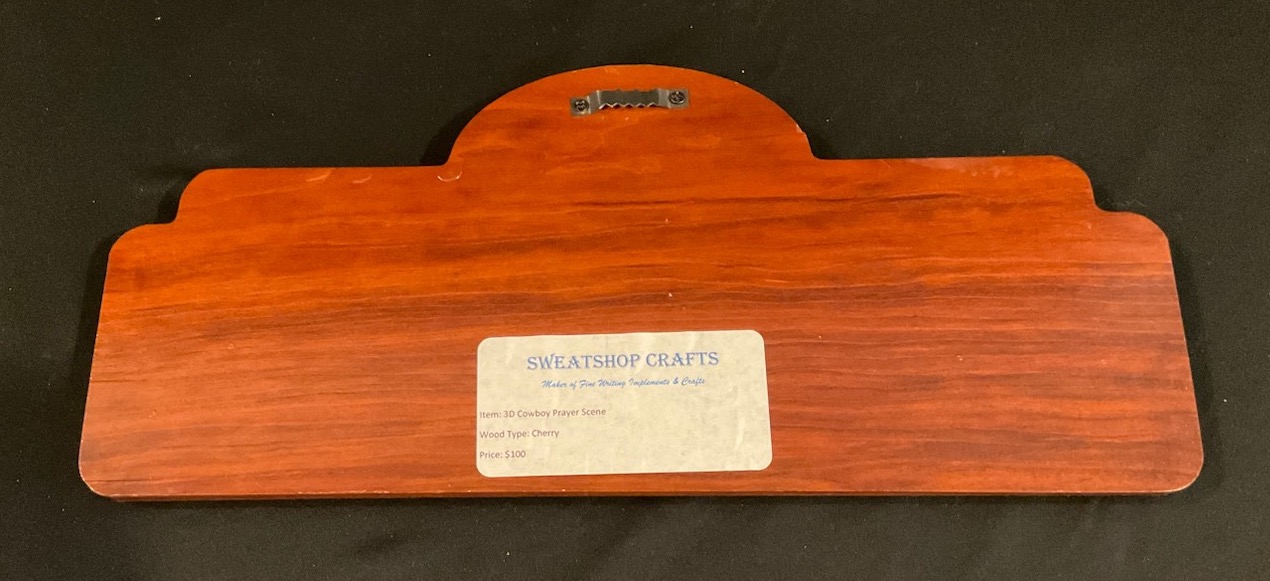 SWEATSHOP CRAFTS
Maker of Fine Writing Implements & Crafts
Item: 3D Cowboy Prayer Scene
Wood Type: Cherry
Price: $100